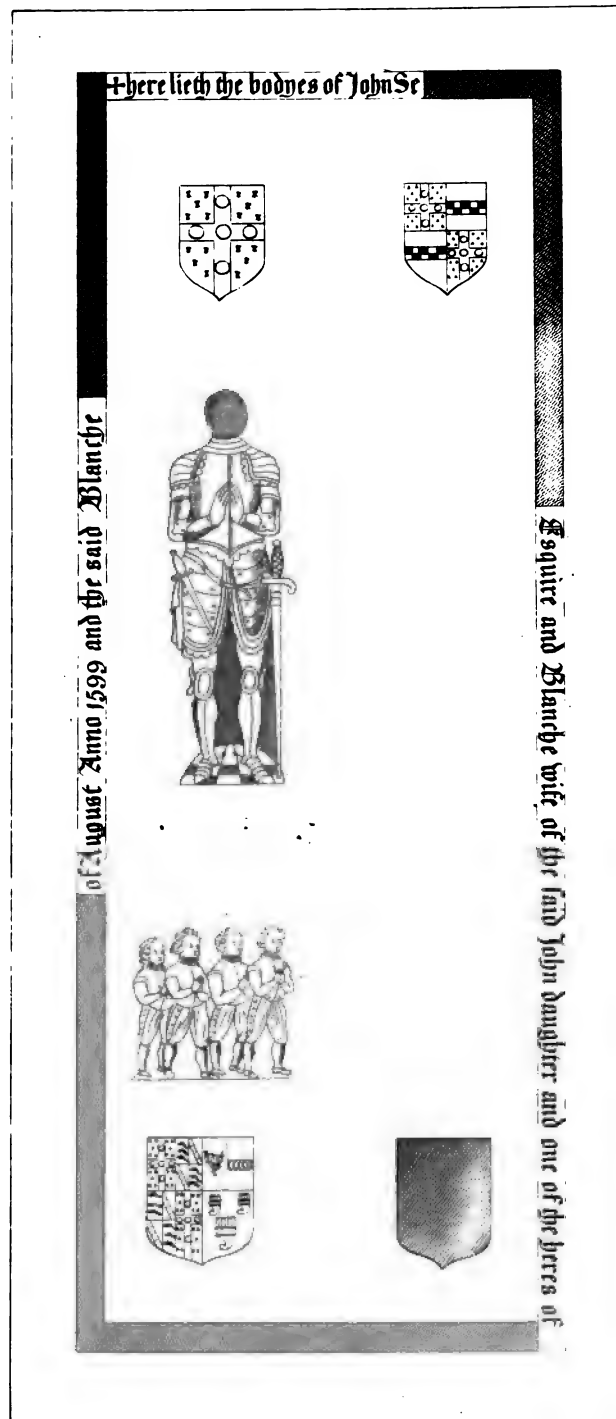 +here lieth the bodyes of John Se
Esquire and Blanche wife of the said John daughter and one of the heres of
of August Anno 1599 and the said Blanche